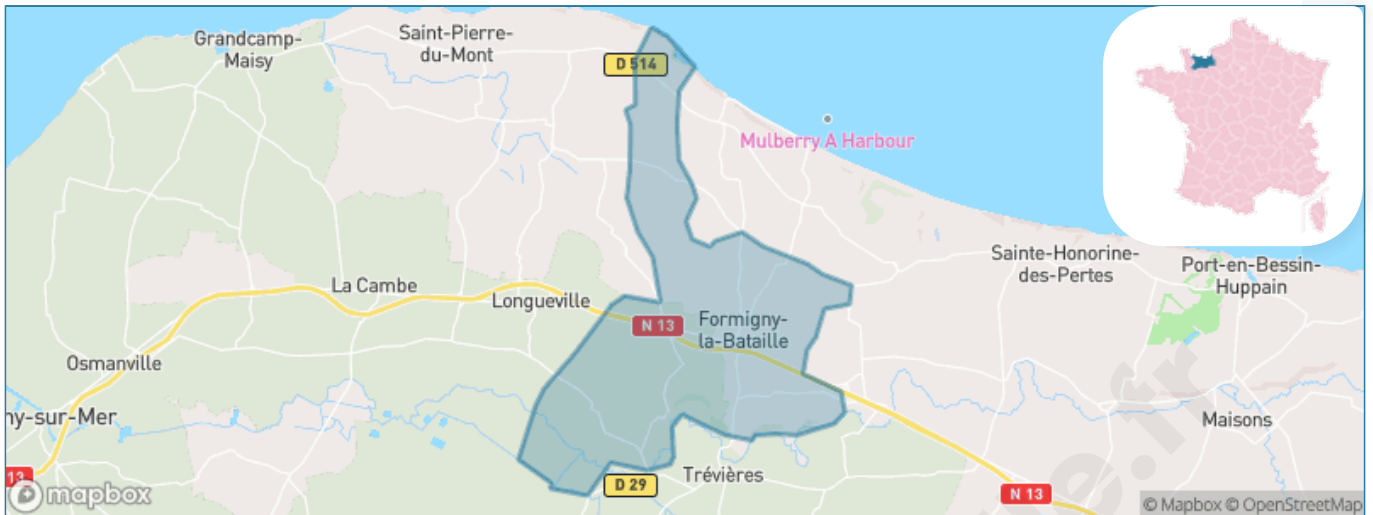 Grandcamp-
Maisy
Saint-Pierre-
du-Mont
D 514
Mulberry A Harbour
Sainte-Honorine-
des-Pertes
Port-en-Bessin-
Huppain
La Cambe
Longueville
N 13
Formigny-
la-Bataille
Osmanville
ny-sur-Mer
Maisons
13
Trévières
D 29
N 13
mapbox
© Mapbox © OpenStreetMap
e.fr